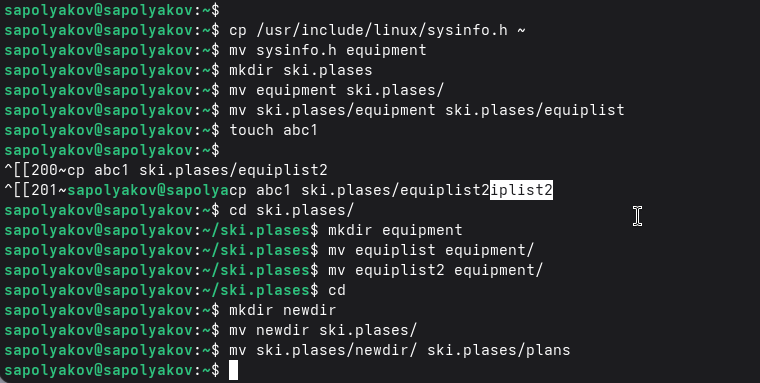 sapolyakov@sapolyakov:~$
sapolyakov@sapolyakov:~$ cp /usr/include/linux/sysinfo.h ~
sapolyakov@sapolyakov:~$ mv sysinfo.h equipment
sapolyakov@sapolyakov:~$ mkdir ski.plases
sapolyakov@sapolyakov:~$ mv equipment ski.plases/
sapolyakov@sapolyakov:~$ mv ski.plases/equipment ski.plases/equiplist
sapolyakov@sapolyakov:~$ touch abc1
sapolyakov@sapolyakov:~$
^[[200~cp abc1 ski.plases/equiplist2
^[[201~sapolyakov@sapolyacp abc1 ski.plases/equiplist2iplist2
sapolyakov@sapolyakov:~$ cd ski.plases/
sapolyakov@sapolyakov:~/ski.plases$ mkdir equipment
sapolyakov@sapolyakov:~/ski.plases$ mv equiplist equipment/
sapolyakov@sapolyakov:~/ski.plases$ mv equiplist2 equipment/
sapolyakov@sapolyakov:~/ski.plases$ cd
sapolyakov@sapolyakov:~$ mkdir newdir
sapolyakov@sapolyakov:~$ mv newdir ski.plases/
sapolyakov@sapolyakov:~$ mv ski.plases/newdir/ ski.plases/plans
sapolyakov@sapolyakov:~$